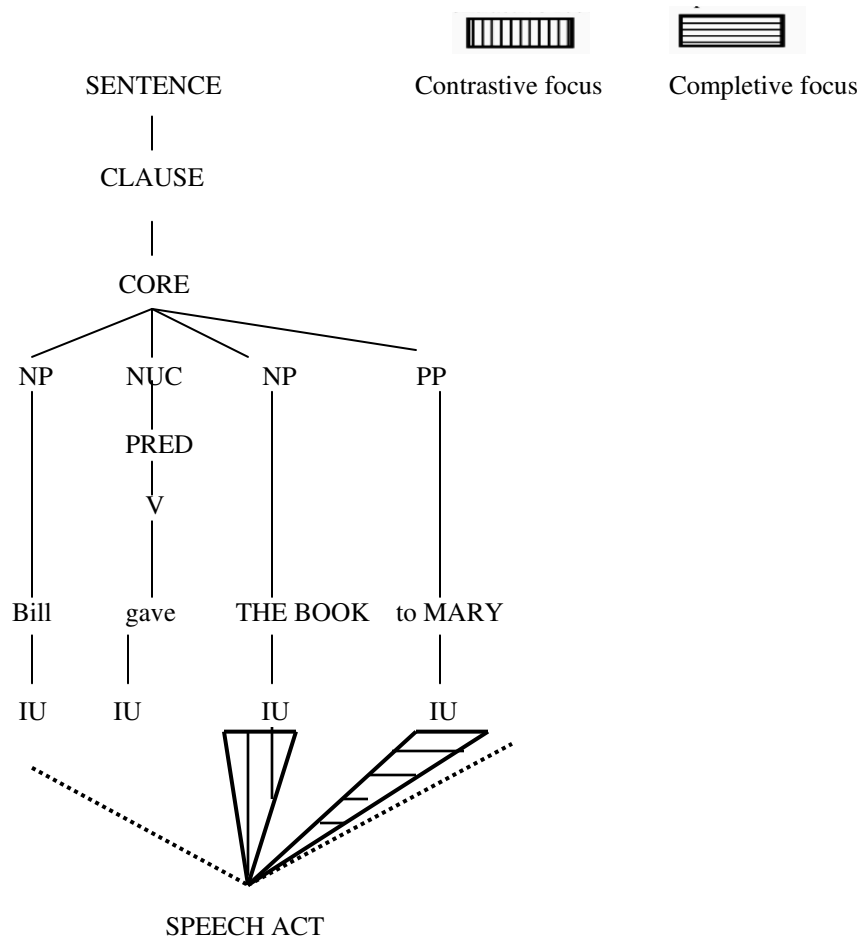 SENTENCE Contrastive focus Completive focus
CLAUSE
CORE
NP NUC NP PP
PRED
V
Bill gave THE BOOK to MARY
IU IU IU IU
SPEECH ACT